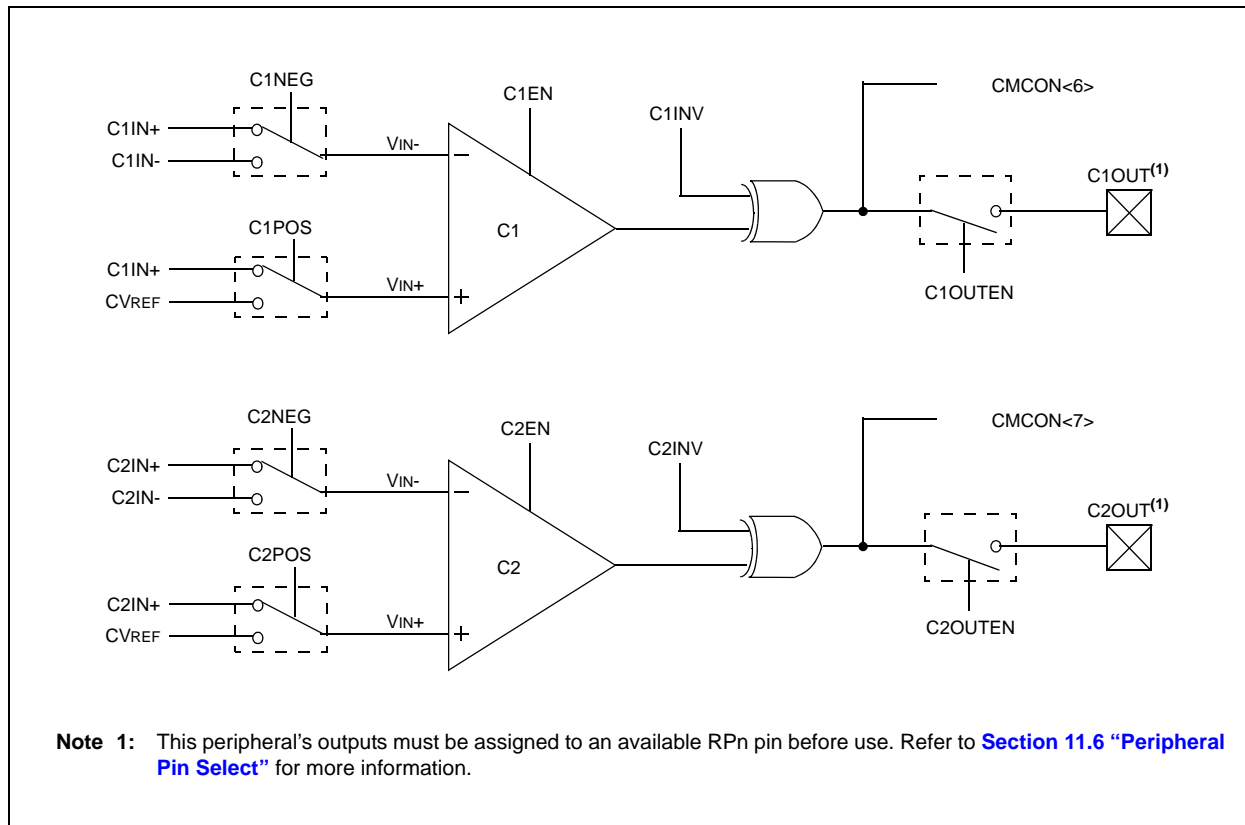 C1NEG
C1EN
C1INV
CMCON<6>
C1IN+
C1IN-
VIN-
–
C1OUT(1)
C1POS
C1
C1IN+
CVREF
VIN+
+
C1OUTEN
C2NEG
C2EN
C2INV
CMCON<7>
C2IN+
C2IN-
VIN-
–
C2OUT(1)
C2POS
C2
C2IN+
CVREF
VIN+
+
C2OUTEN
Note 1: This peripheral's outputs must be assigned to an available RPn pin before use. Refer to Section 11.6 “Peripheral
Pin Select” for more information.